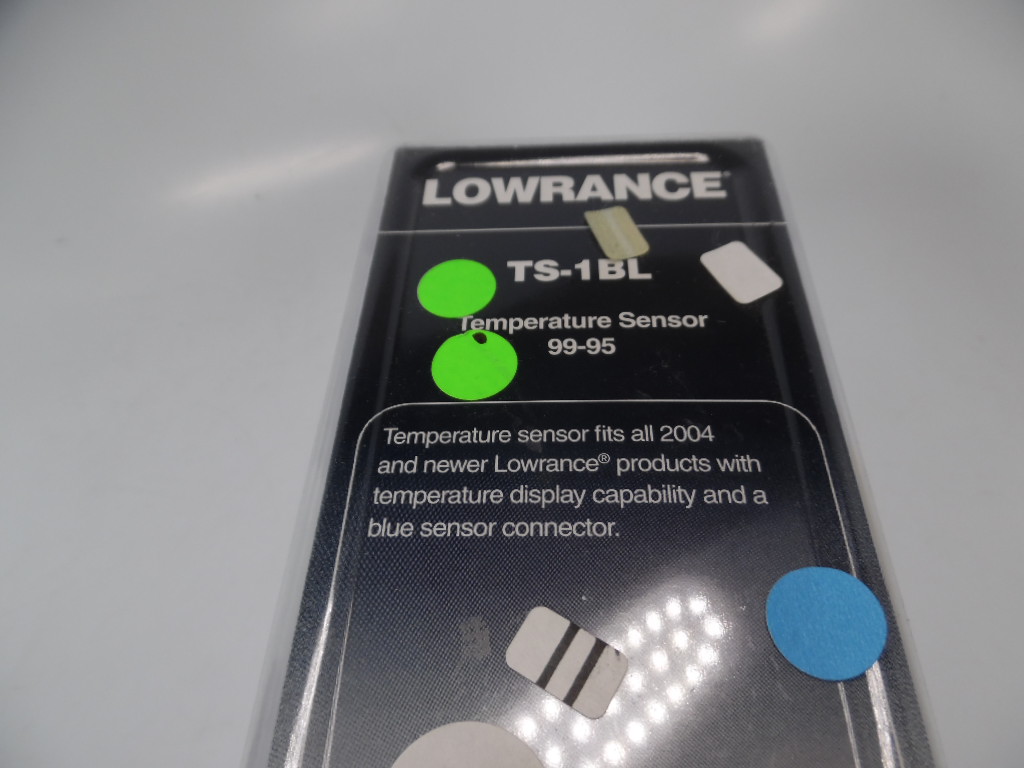 LOWRANCE
TS-1BL
Temperature Sensor
99-95
Temperature sensor fits all 2004
and newer Lowrance® products with
temperature display capability and a
blue sensor connector.